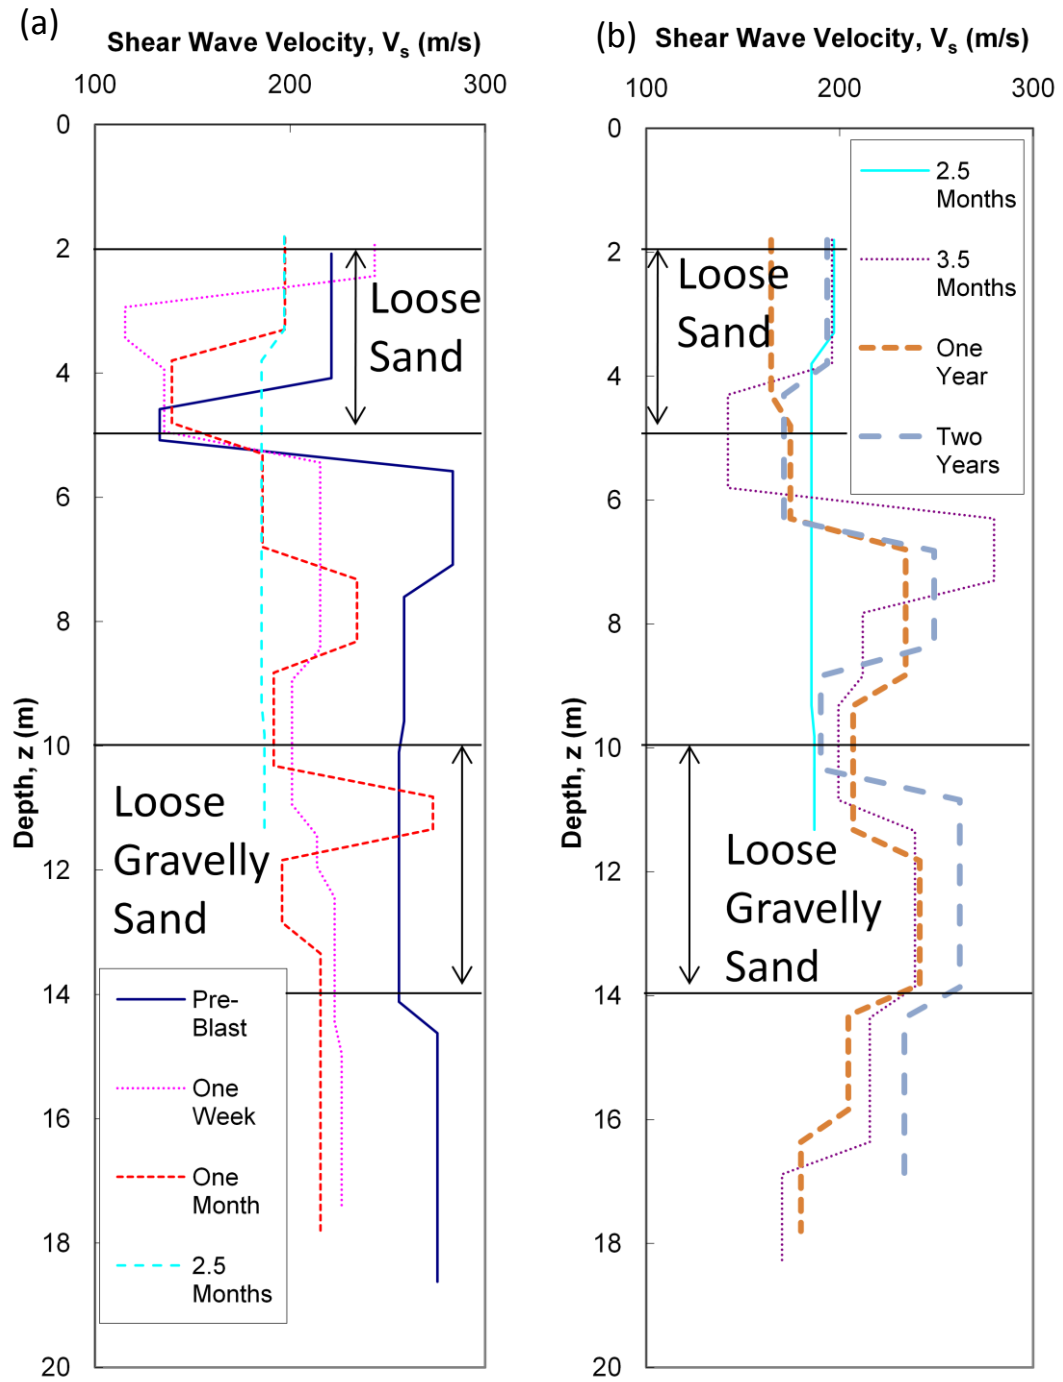 (a)
Shear Wave Velocity, Vs (m/s)
100 200 300
0
2
4
6
8
10
12
14
16
18
20
Depth, z (m)
Loose
Sand
Loose
Gravelly
Sand
Pre-
Blast
One
Week
One
Month
2.5
Months
(b)
Shear Wave Velocity, Vs (m/s)
100 200 300
0
2
4
6
8
10
12
14
16
18
20
Depth, z (m)
2.5
Months
3.5
Months
One
Year
Two
Years
Loose
Sand
Loose
Gravelly
Sand